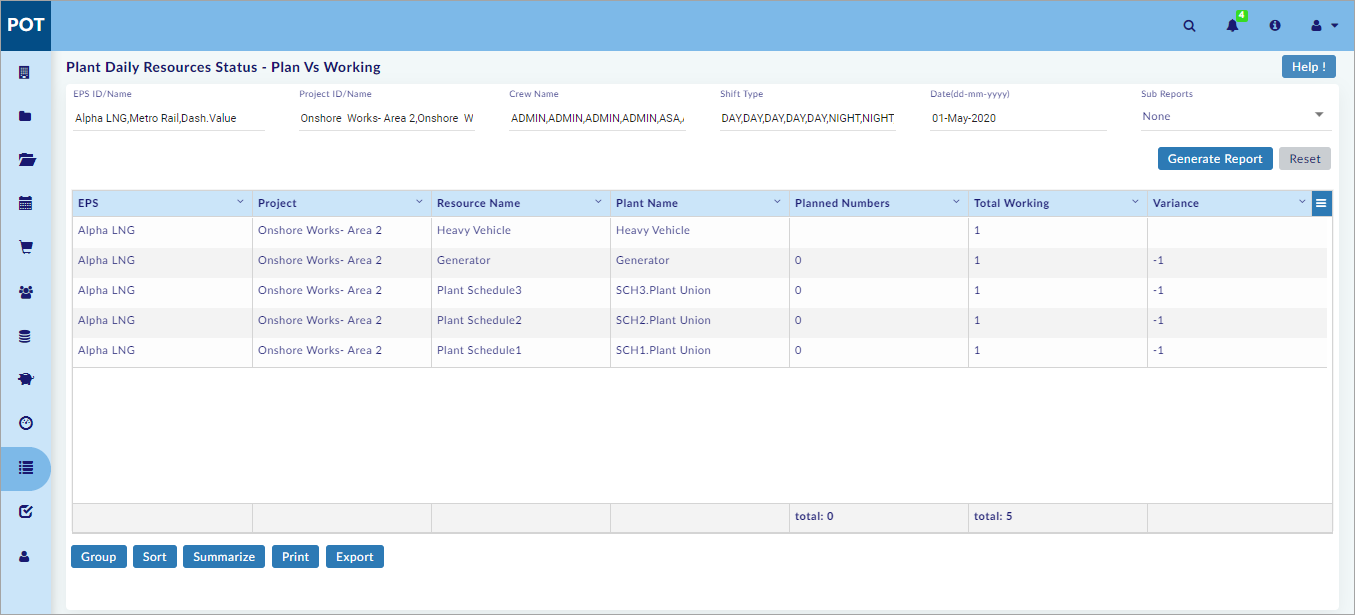 POT
4
Plant Daily Resources Status - Plan Vs Working
Help !
EPS ID/Name Project ID/Name Crew Name Shift Type Date(dd-mm-yyyy) Sub Reports
Alpha LNG,Metro Rail,Dash.Value Onshore Works- Area 2,Onshore W ADMIN,ADMIN,ADMIN,ADMIN,ASA, DAY,DAY,DAY,DAY,DAY,NIGHT,NIGHT 01-May-2020 None
Generate Report Reset
EPS Project Resource Name Plant Name Planned Numbers Total Working Variance
Alpha LNG Onshore Works- Area 2 Heavy Vehicle Heavy Vehicle 1
Alpha LNG Onshore Works- Area 2 Generator Generator 0 1 -1
Alpha LNG Onshore Works- Area 2 Plant Schedule3 SCH3.Plant Union 0 1 -1
Alpha LNG Onshore Works- Area 2 Plant Schedule2 SCH2.Plant Union 0 1 -1
Alpha LNG Onshore Works- Area 2 Plant Schedule1 SCH1.Plant Union 0 1 -1
total: 0 total: 5
Group Sort Summarize Print Export